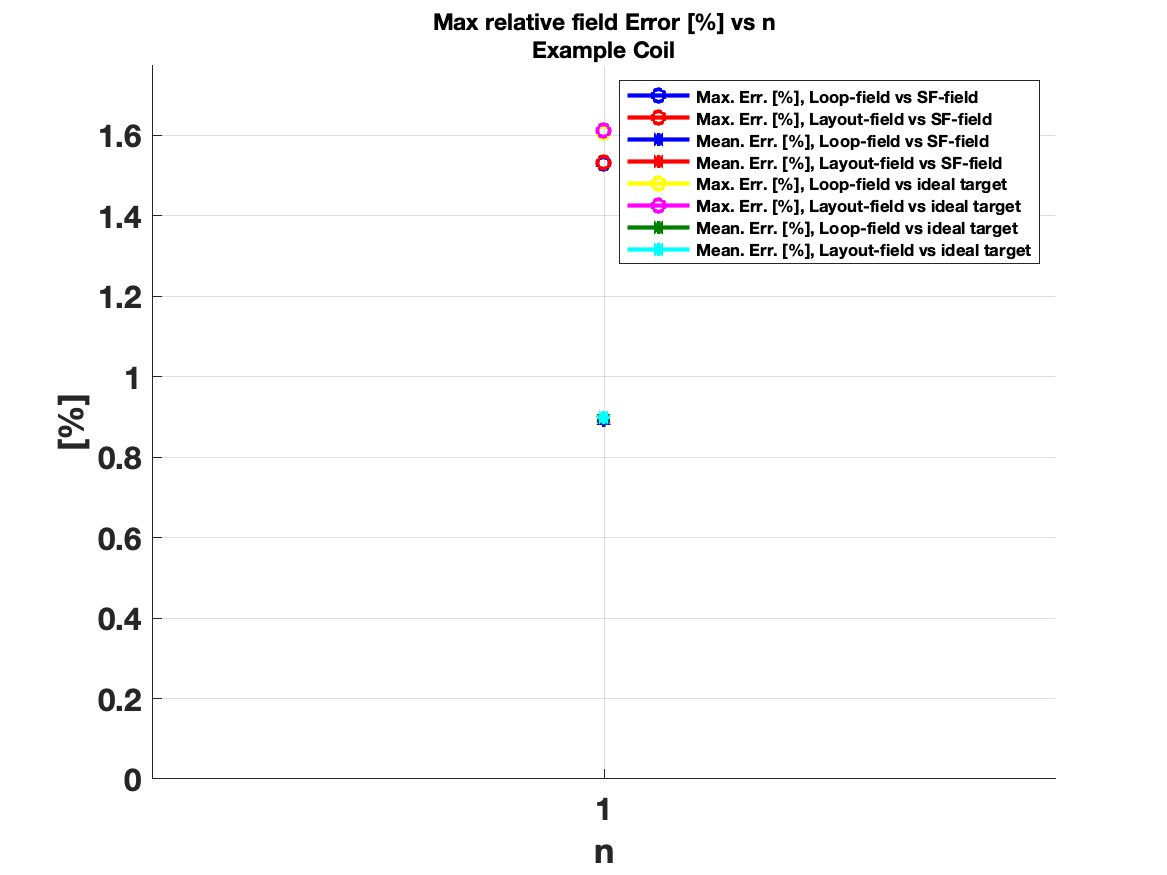 Max relative field Error [%] vs n
Example Coil
Max. Err. [%], Loop-field vs SF-field
Max. Err. [%], Layout-field vs SF-field
Mean. Err. [%], Loop-field vs SF-field
Mean. Err. [%], Layout-field vs SF-field
Max. Err. [%], Loop-field vs ideal target
Max. Err. [%], Layout-field vs ideal target
Mean. Err. [%], Loop-field vs ideal target
Mean. Err. [%], Layout-field vs ideal target
[%]
1.6
1.4
1.2
1
0.8
0.6
0.4
0.2
0
1
n